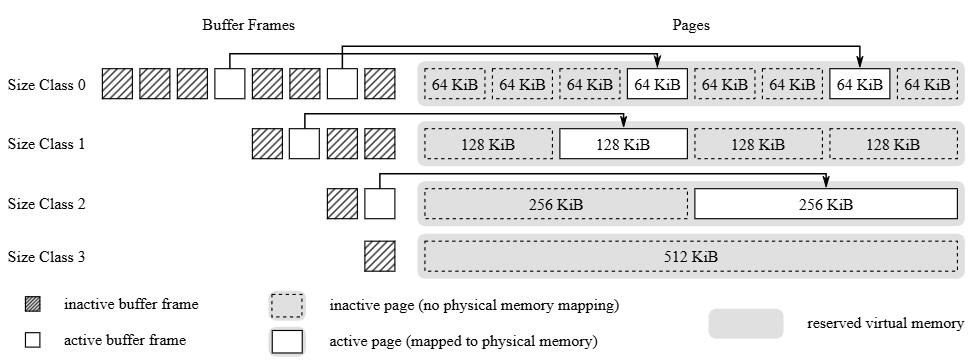 Buffer Frames Pages
Size Class 0 64 KiB 64 KiB 64 KiB 64 KiB 64 KiB 64 KiB 64 KiB 64 KiB
Size Class 1 128 KiB 128 KiB 128 KiB 128 KiB
Size Class 2 256 KiB 256 KiB
Size Class 3 512 KiB
inactive buffer frame inactive page (no physical memory mapping)
reserved virtual memory
active buffer frame active page (mapped to physical memory)